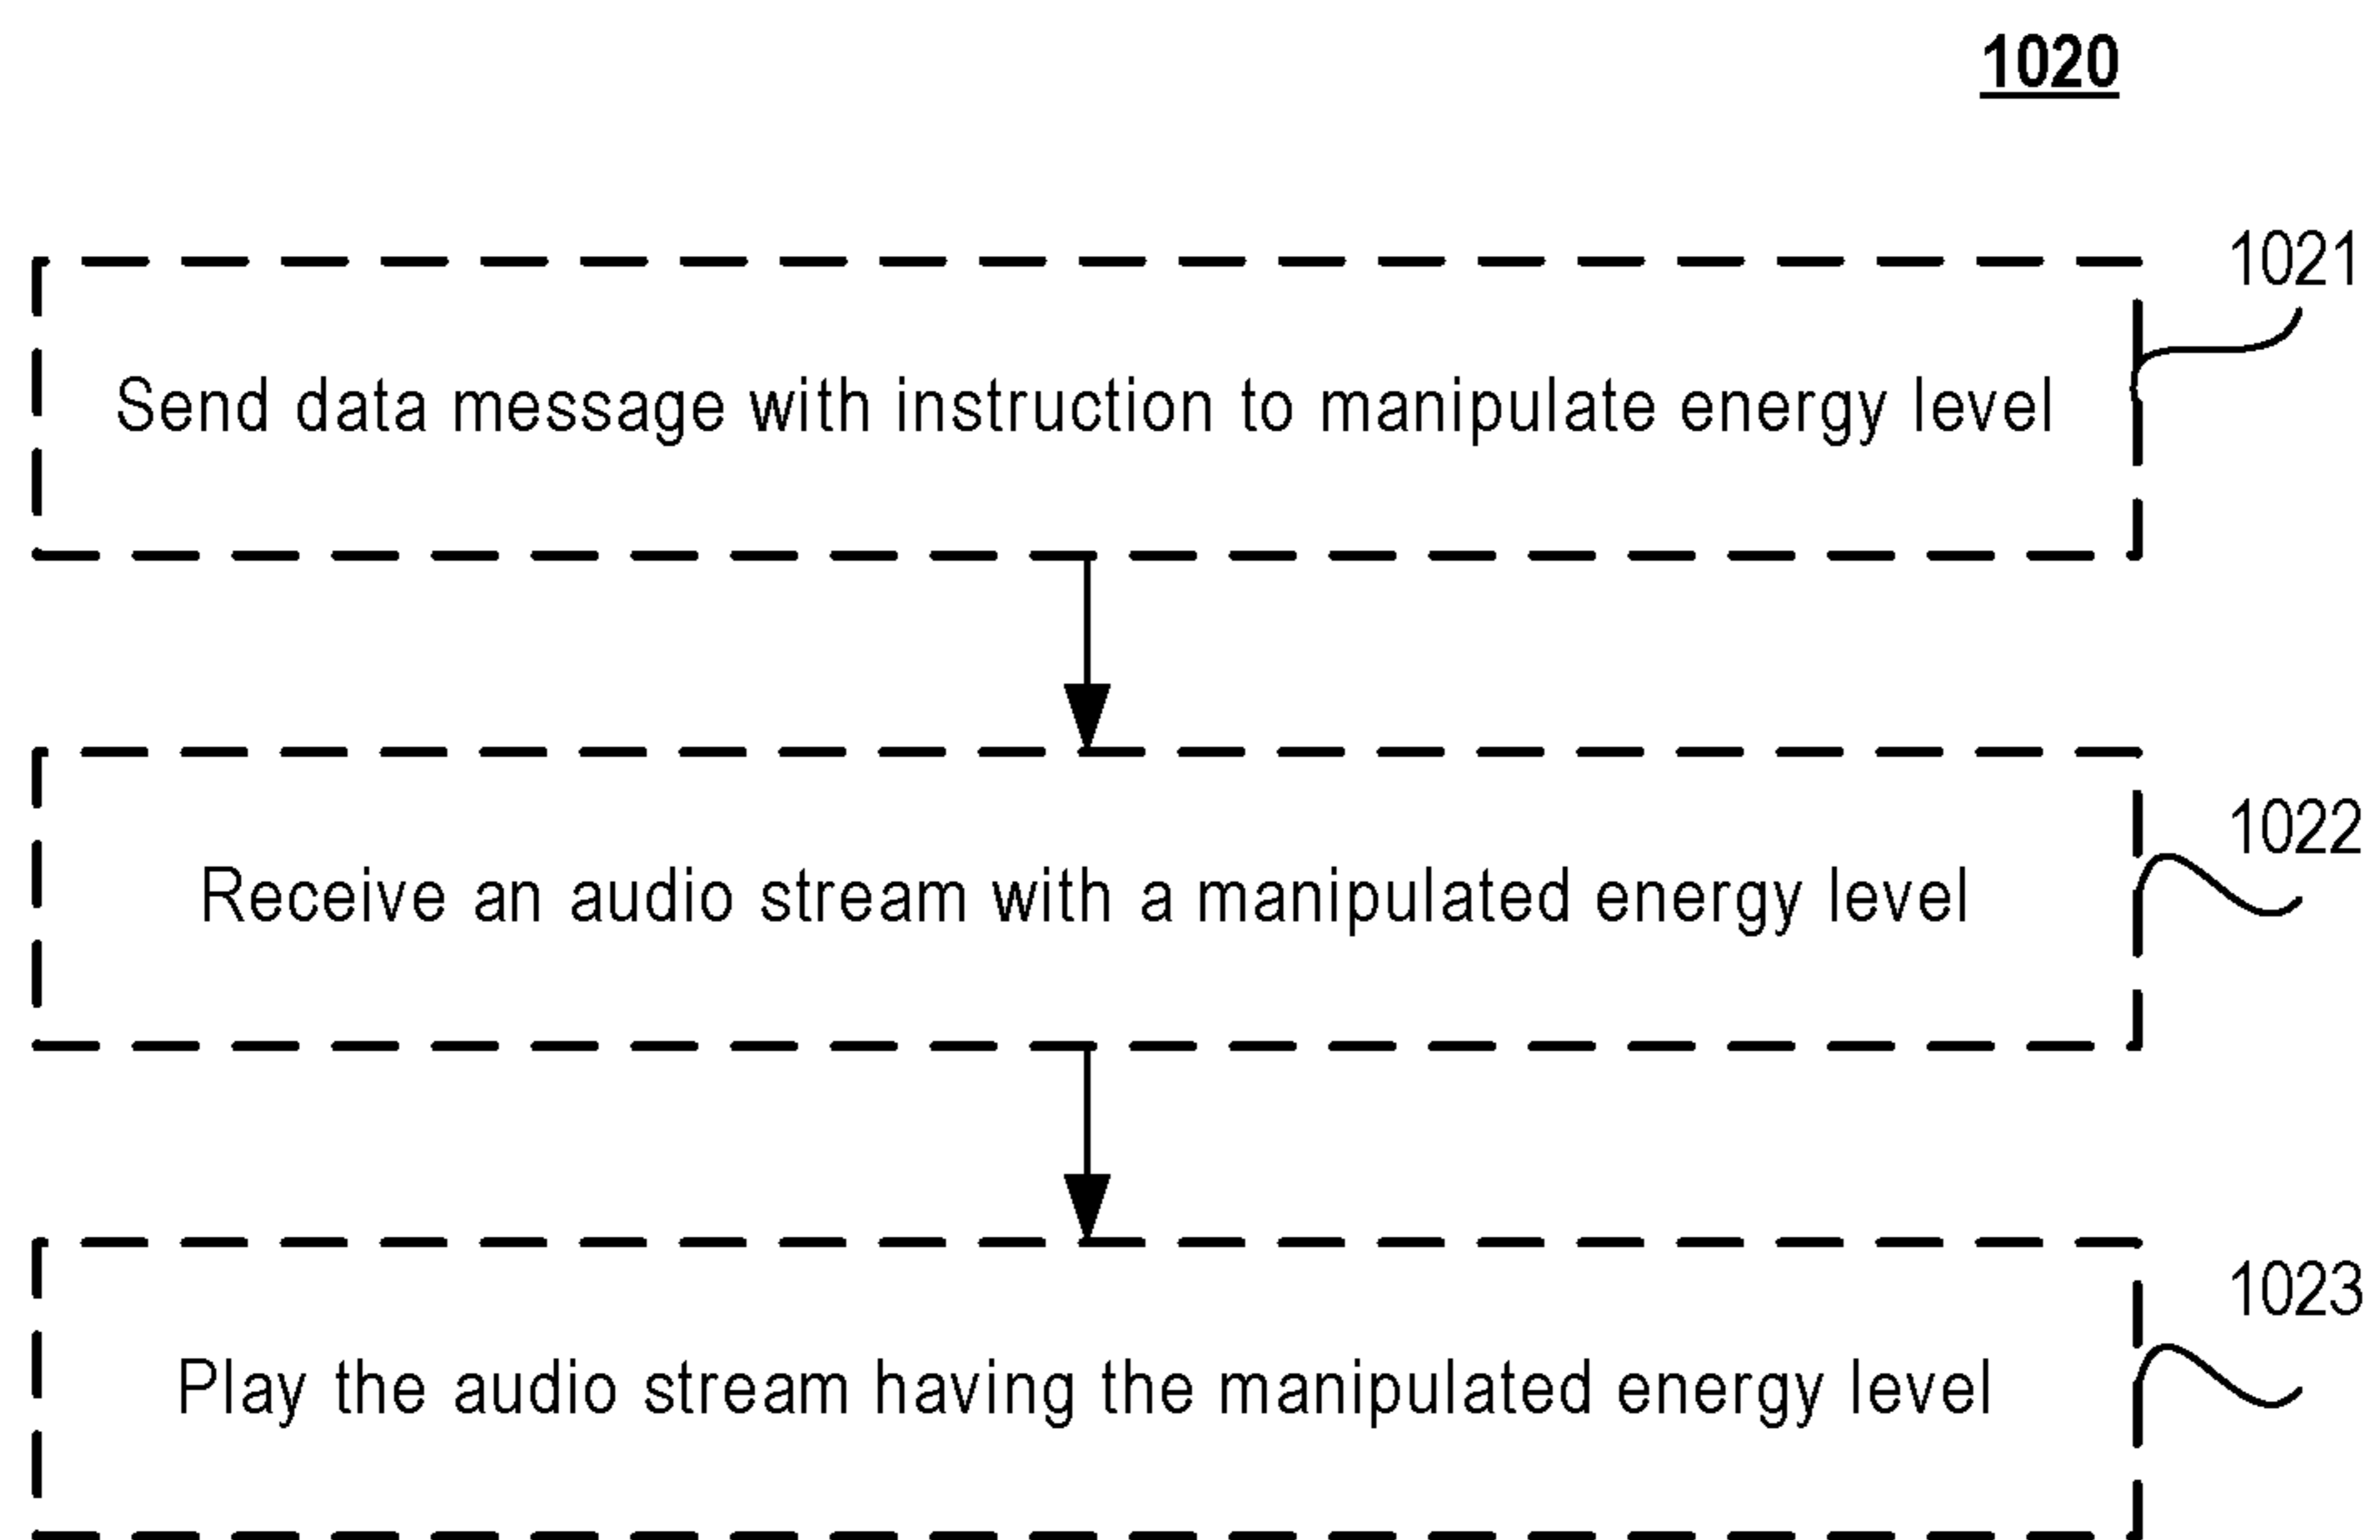 1020
1021
Send data message with instruction to manipulate energy level
1022
Receive an audio stream with a manipulated energy level
1023
Play the audio stream having the manipulated energy level